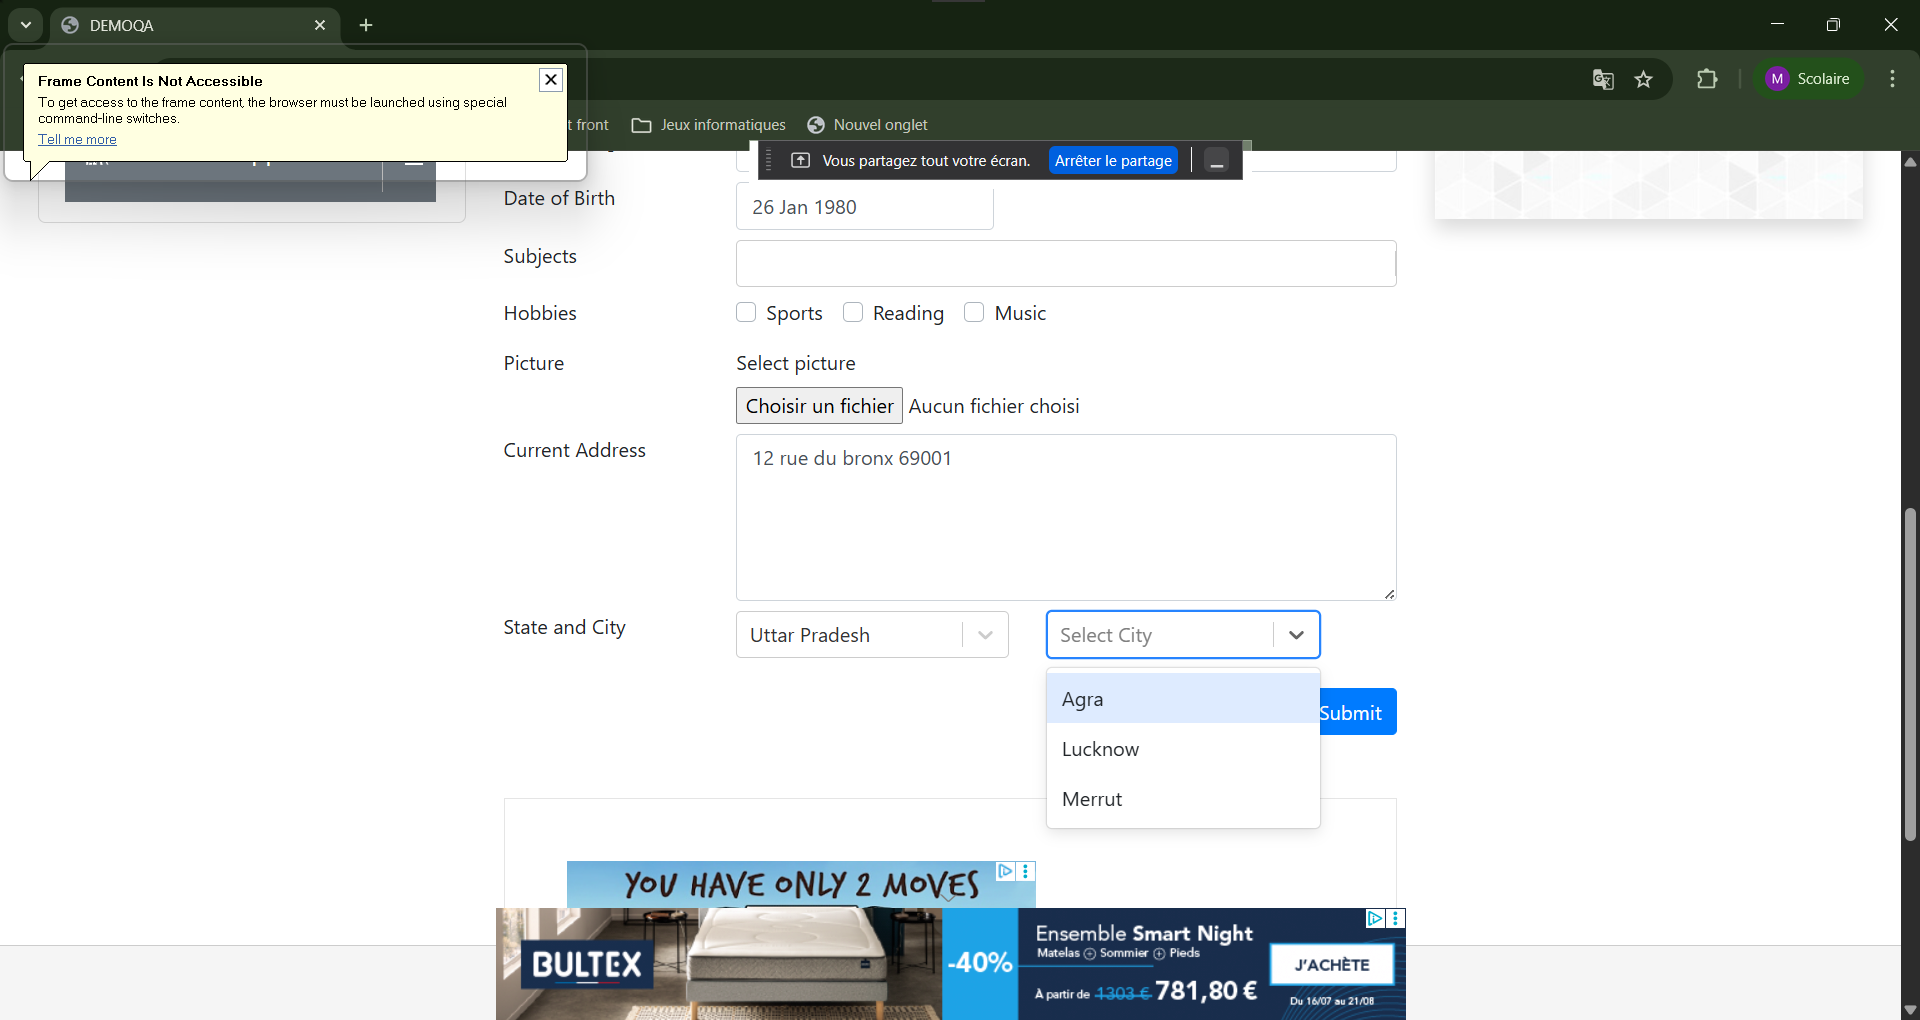 DEMOQA
Frame Content Is Not Accessible
To get access to the frame content, the browser must be launched using special
command-line switches.
Tell me more
M Scolaire
t front
Jeux informatiques
Nouvel onglet
Vous partagez tout votre écran.
Arrêter le partage
Date of Birth
26 Jan 1980
Subjects
Hobbies
Sports
Reading
Music
Picture
Select picture
Choisir un fichier
Aucun fichier choisi
Current Address
12 rue du bronx 69001
State and City
Uttar Pradesh
Select City
Agra
Submit
Lucknow
Merrut
YOU HAVE ONLY 2 MOVES
BULTEX
-40%
Ensemble Smart Night
Matelas + Sommier + Pieds
À partir de 1303 € 781,80 €
J'ACHÈTE
Du 16/07 au 21/08